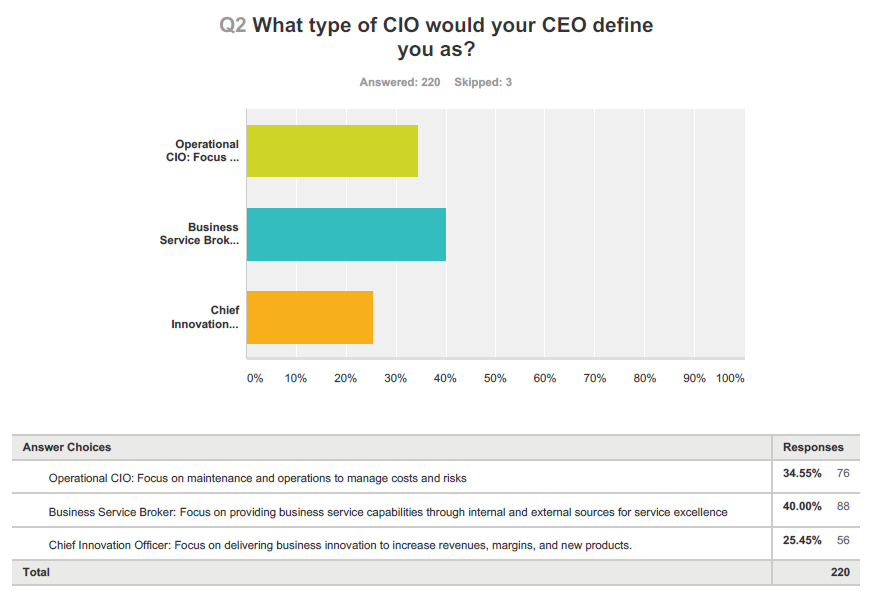 Q2 What type of CIO would your CEO define
you as?
Answered: 220 Skipped: 3
Operational
CIO: Focus ...
Business
Service Brok...
Chief
Innovation...
0% 10% 20% 30% 40% 50% 60% 70% 80% 90% 100%
Answer Choices Responses
Operational CIO: Focus on maintenance and operations to manage costs and risks 34.55% 76
Business Service Broker: Focus on providing business service capabilities through internal and external sources for service excellence 40.00% 88
Chief Innovation Officer: Focus on delivering business innovation to increase revenues, margins, and new products. 25.45% 56
Total 220